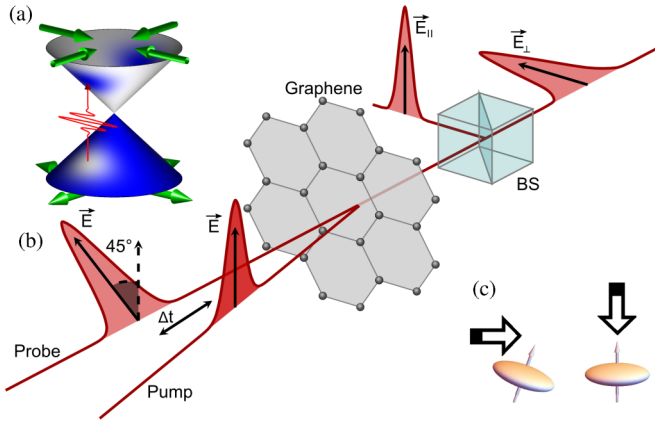 (a)
E||
E⊥
Graphene
BS
(b)
E
45°
E
Δt
(c)
Probe
Pump